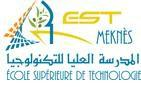 EST
MEKNÈS
المدرسة العليا للتكنولوجيا
ÉCOLE SUPÉRIEURE DE TECHNOLOGIE